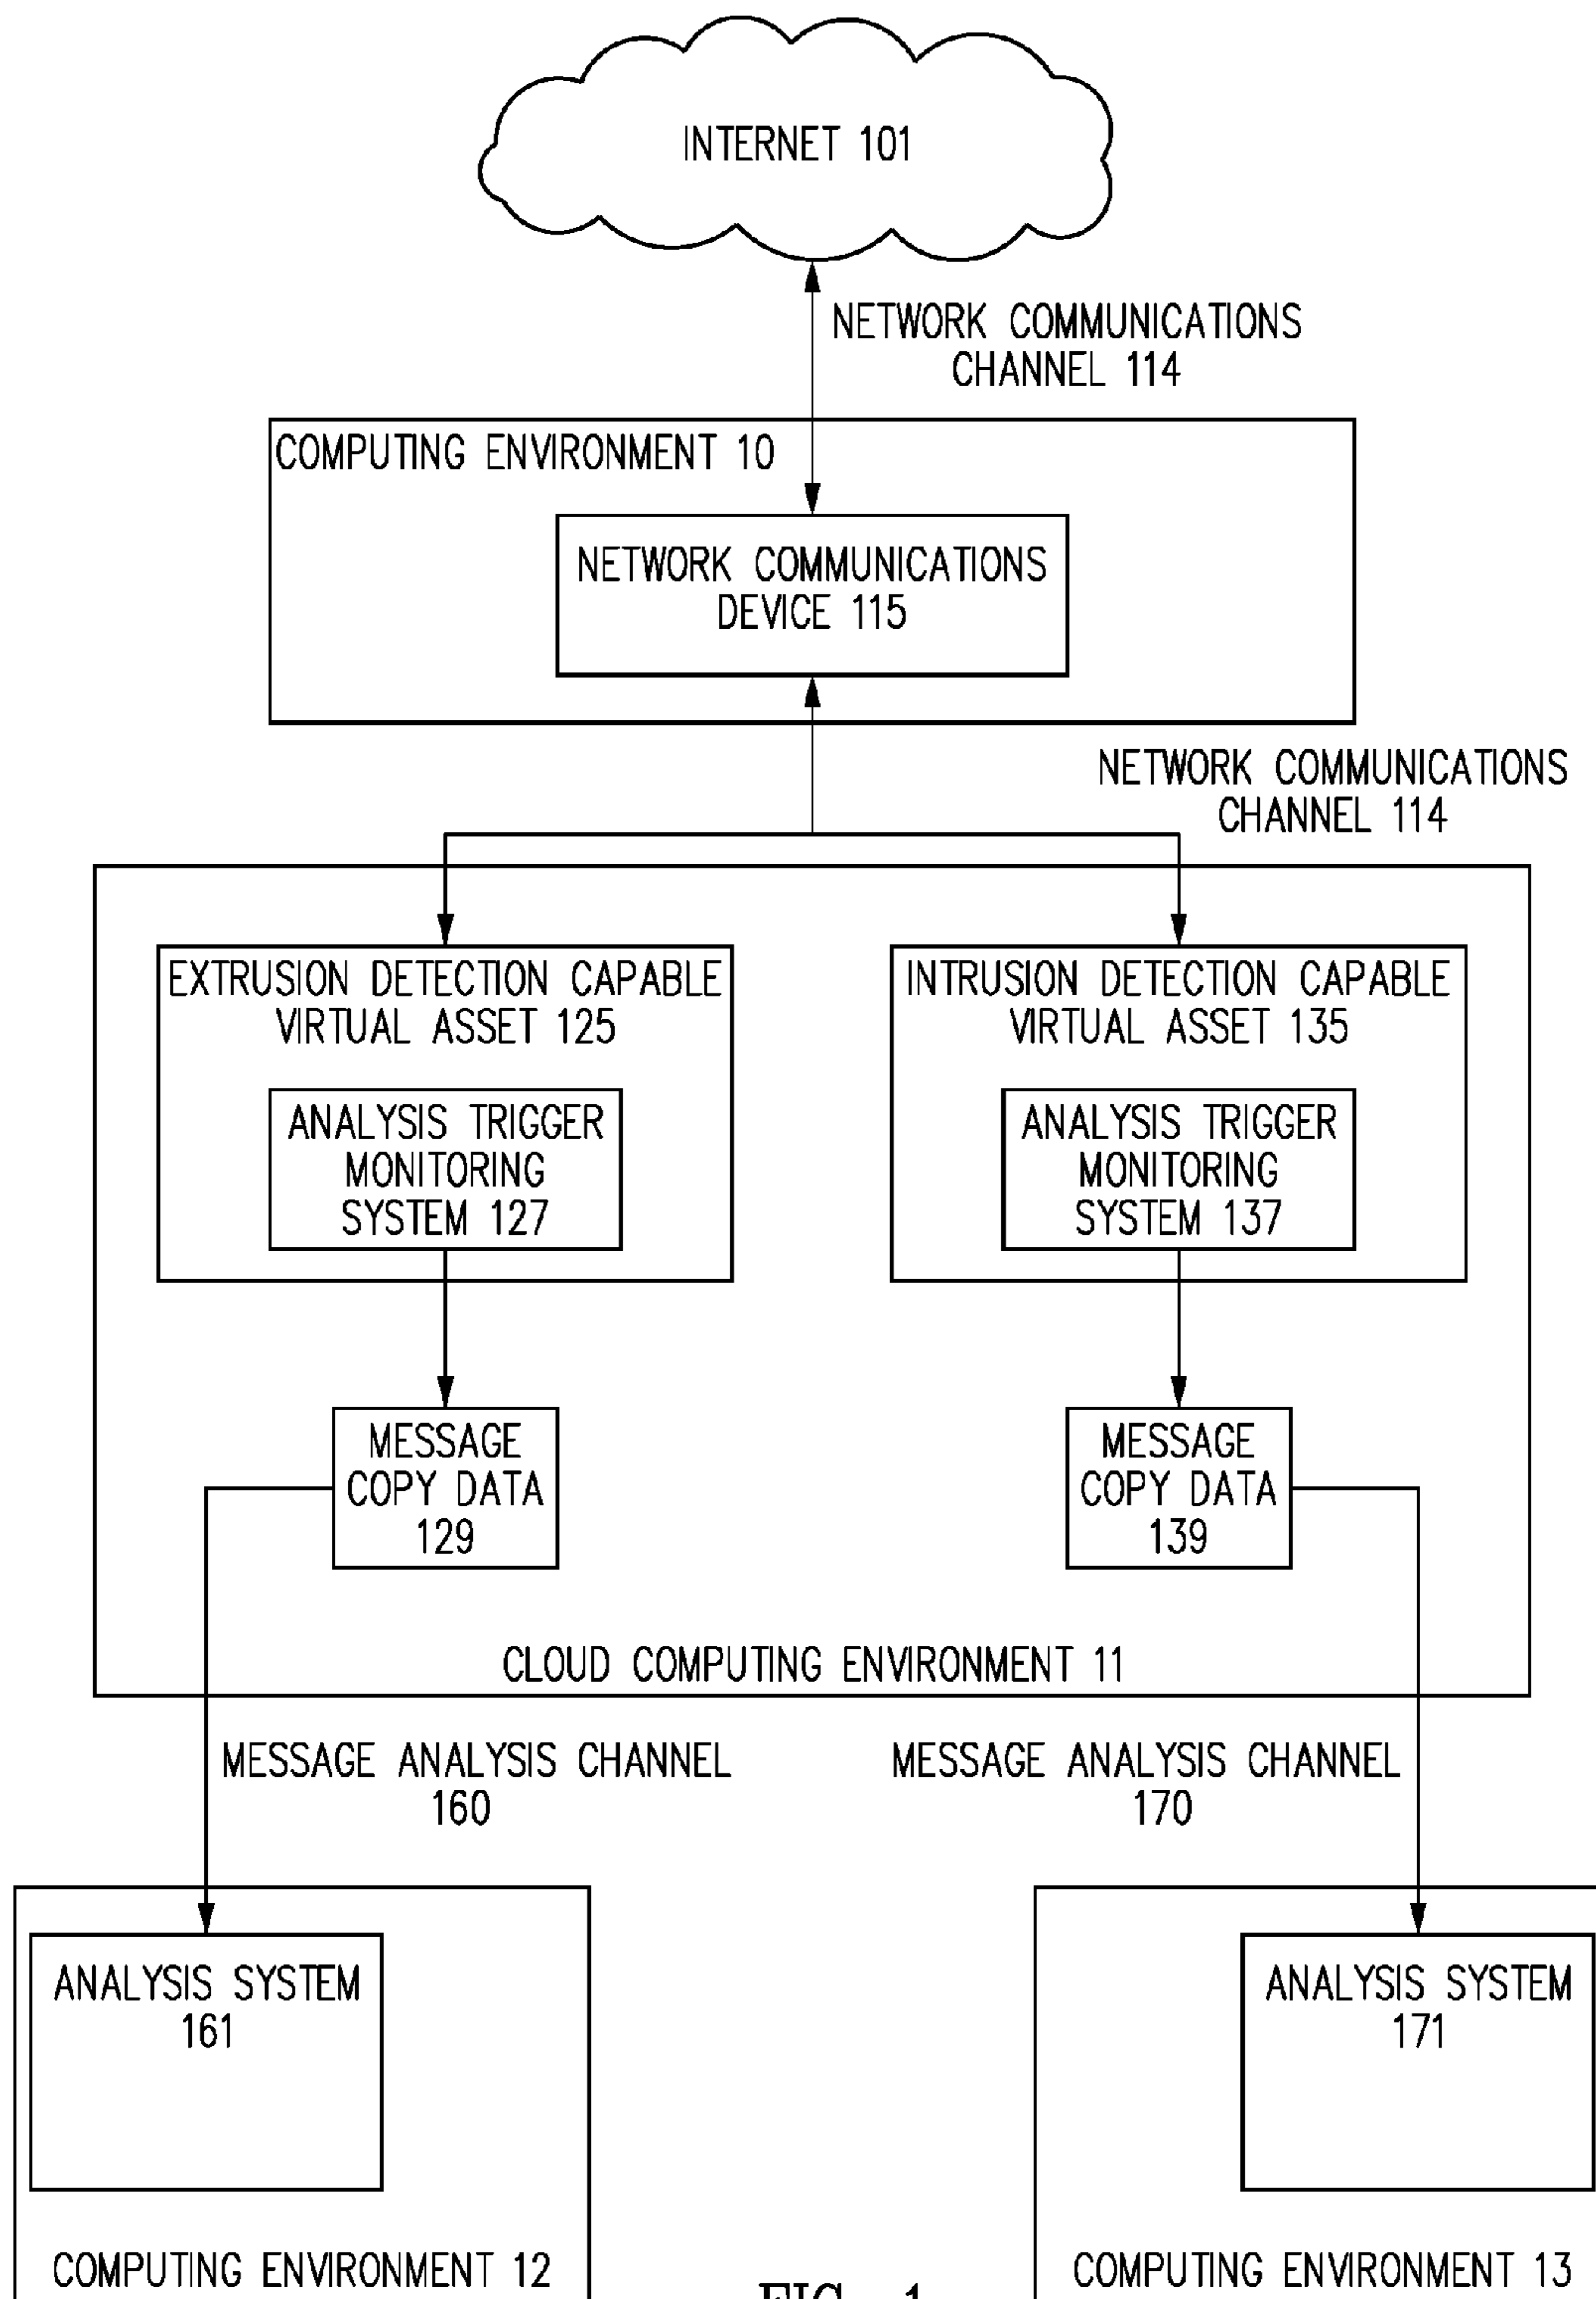 INTERNET 101
NETWORK COMMUNICATIONS
CHANNEL 114
COMPUTING ENVIRONMENT 10
NETWORK COMMUNICATIONS
DEVICE 115
NETWORK COMMUNICATIONS
CHANNEL 114
EXTRUSION DETECTION CAPABLE
VIRTUAL ASSET 125
ANALYSIS TRIGGER
MONITORING
SYSTEM 127
INTRUSION DETECTION CAPABLE
VIRTUAL ASSET 135
ANALYSIS TRIGGER
MONITORING
SYSTEM 137
MESSAGE
COPY DATA
129
MESSAGE
COPY DATA
139
CLOUD COMPUTING ENVIRONMENT 11
MESSAGE ANALYSIS CHANNEL
160
MESSAGE ANALYSIS CHANNEL
170
ANALYSIS SYSTEM
161
COMPUTING ENVIRONMENT 12
ANALYSIS SYSTEM
171
COMPUTING ENVIRONMENT 13
FIG. 1